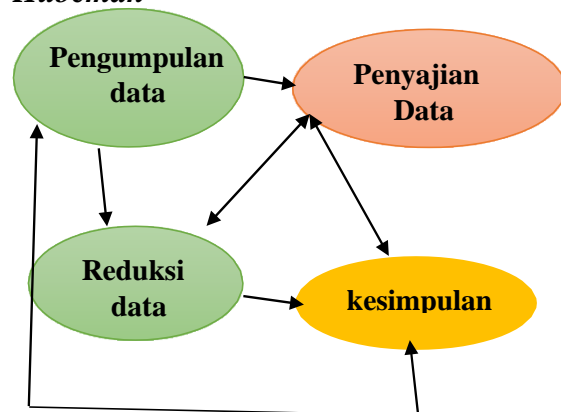 Pengumpulan
data
Penyajian
Data
Reduksi
data
kesimpulan